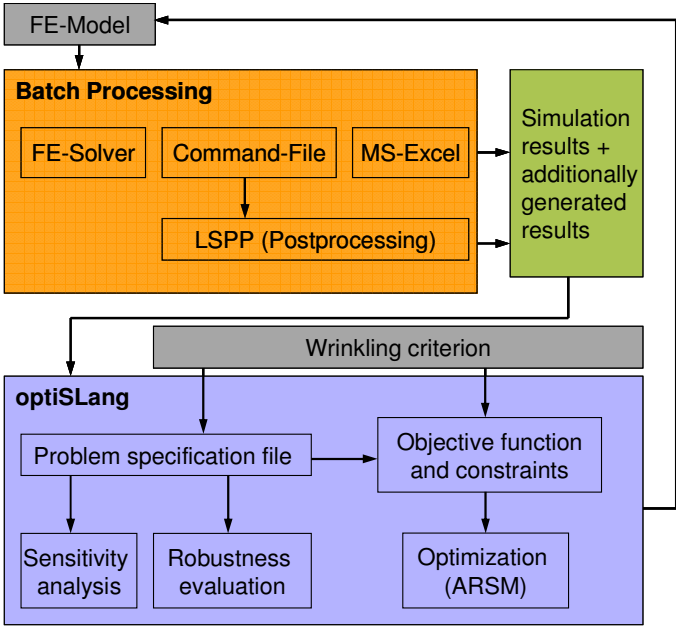 FE-Model
Batch Processing
FE-Solver
Command-File
MS-Excel
LSPP (Postprocessing)
Simulation
results +
additionally
generated
results
Wrinkling criterion
optiSLang
Problem specification file
Objective function
and constraints
Sensitivity
analysis
Robustness
evaluation
Optimization
(ARSM)